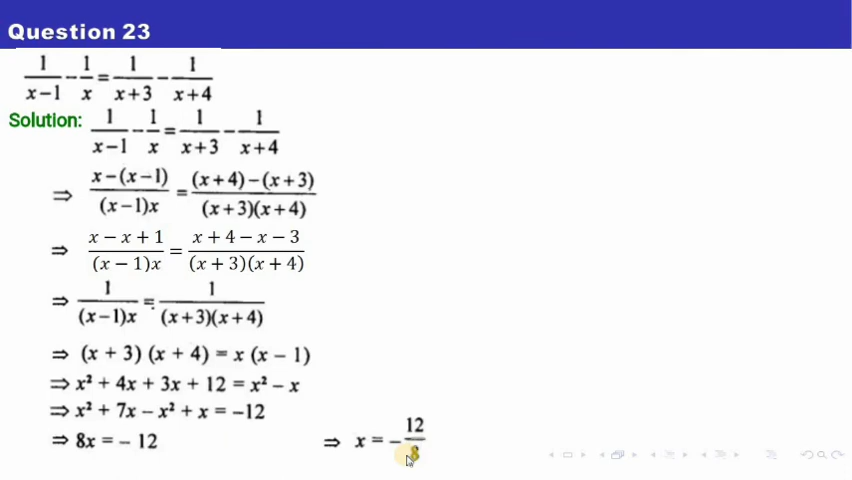 Question 23
1/(x−1) − 1/x = 1/(x+3) − 1/(x+4)
Solution: 1/(x−1) − 1/x = 1/(x+3) − 1/(x+4)
⇒ (x−(x−1))/((x−1)x) = ((x+4)−(x+3))/((x+3)(x+4))
⇒ (x − x + 1)/((x − 1)x) = (x + 4 − x − 3)/((x + 3)(x + 4))
⇒ 1/((x−1)x) = 1/((x+3)(x+4))
⇒ (x + 3) (x + 4) = x (x − 1)
⇒ x² + 4x + 3x + 12 = x² − x
⇒ x² + 7x − x² + x = −12
⇒ 8x = − 12 ⇒ x = − 12/8